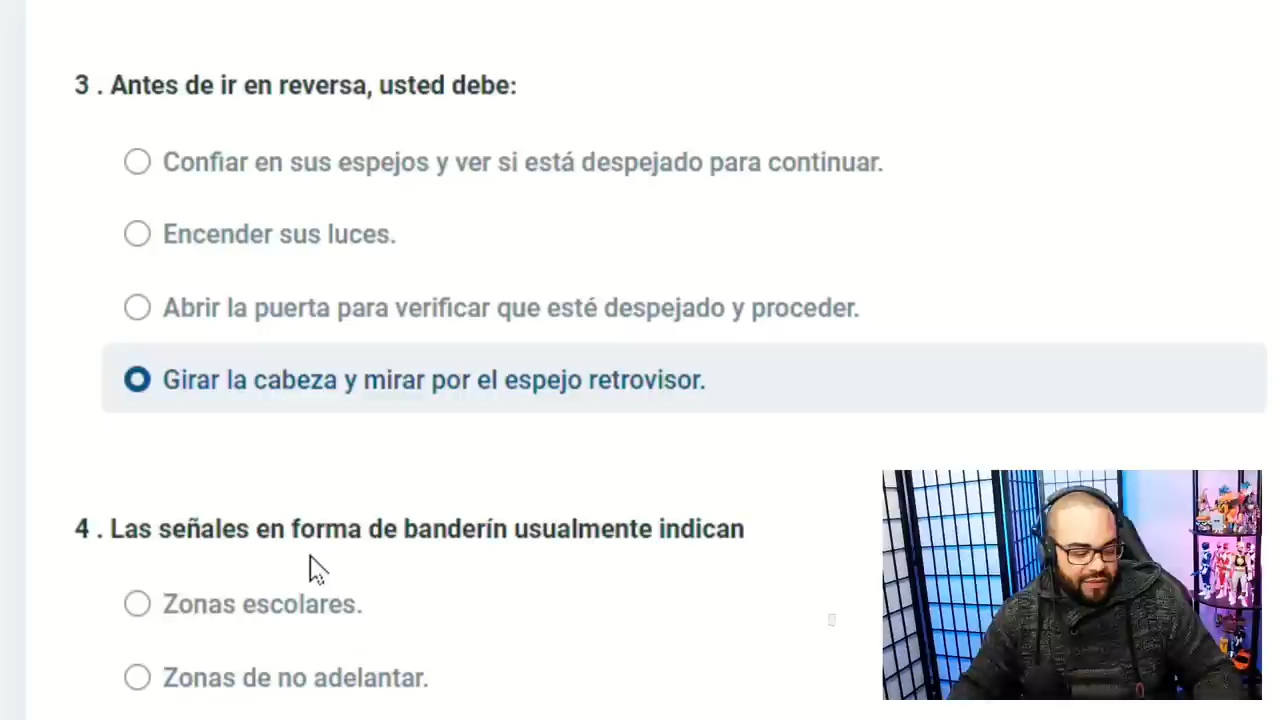 3 . Antes de ir en reversa, usted debe:
Confiar en sus espejos y ver si está despejado para continuar.
Encender sus luces.
Abrir la puerta para verificar que esté despejado y proceder.
Girar la cabeza y mirar por el espejo retrovisor.
4 . Las señales en forma de banderín usualmente indican
Zonas escolares.
Zonas de no adelantar.